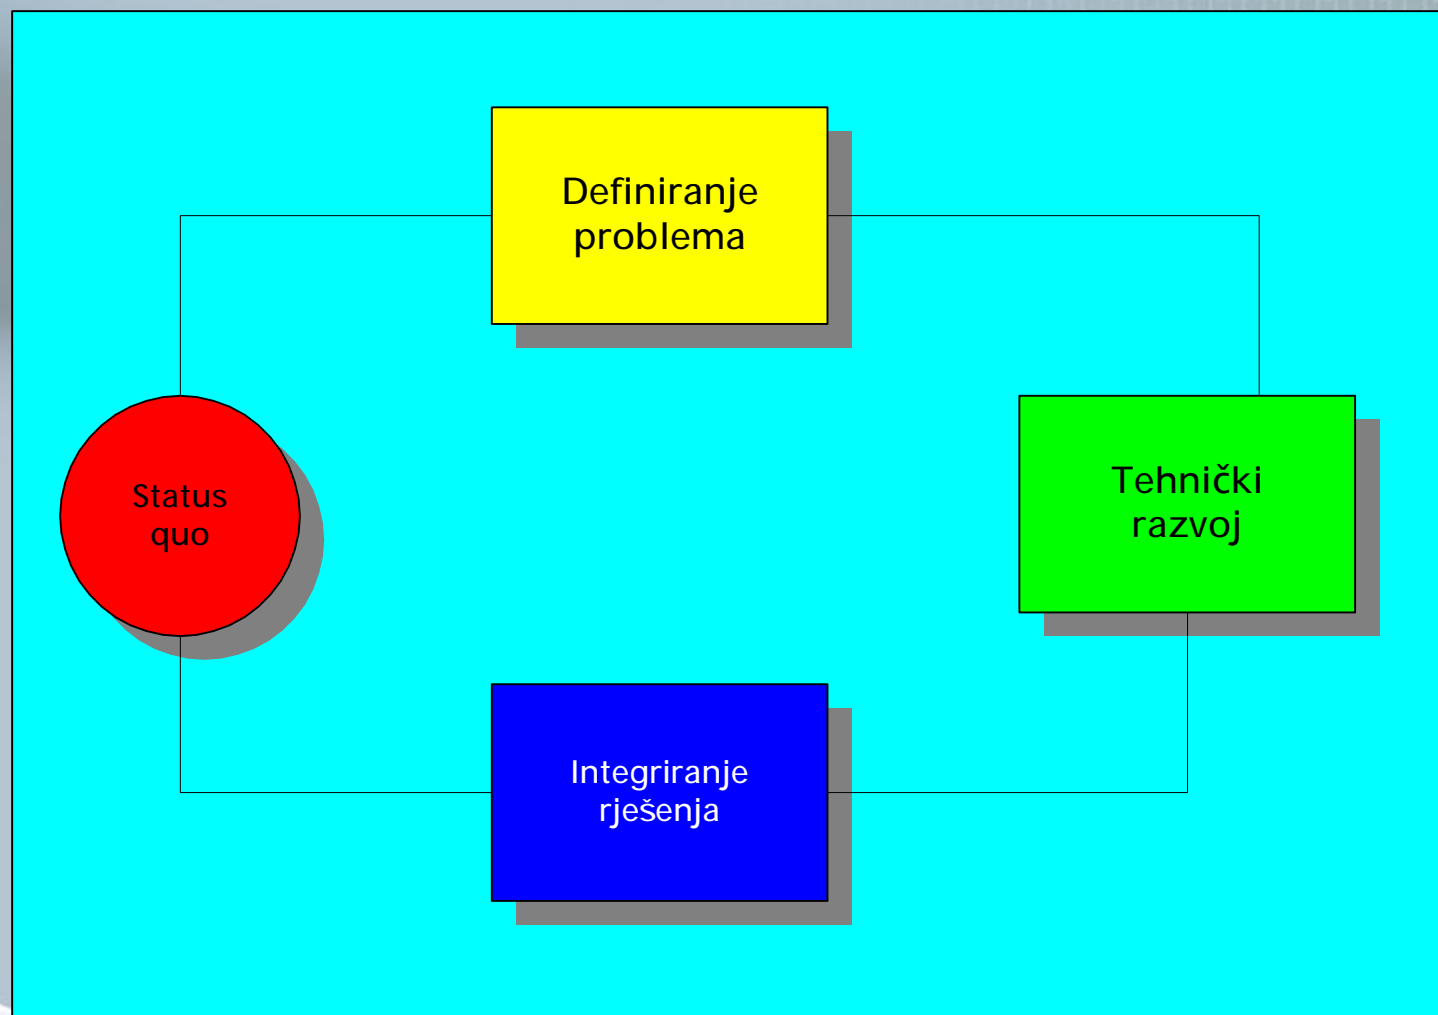 Definiranje
problema
Status
quo
Tehnički
razvoj
Integriranje
rješenja